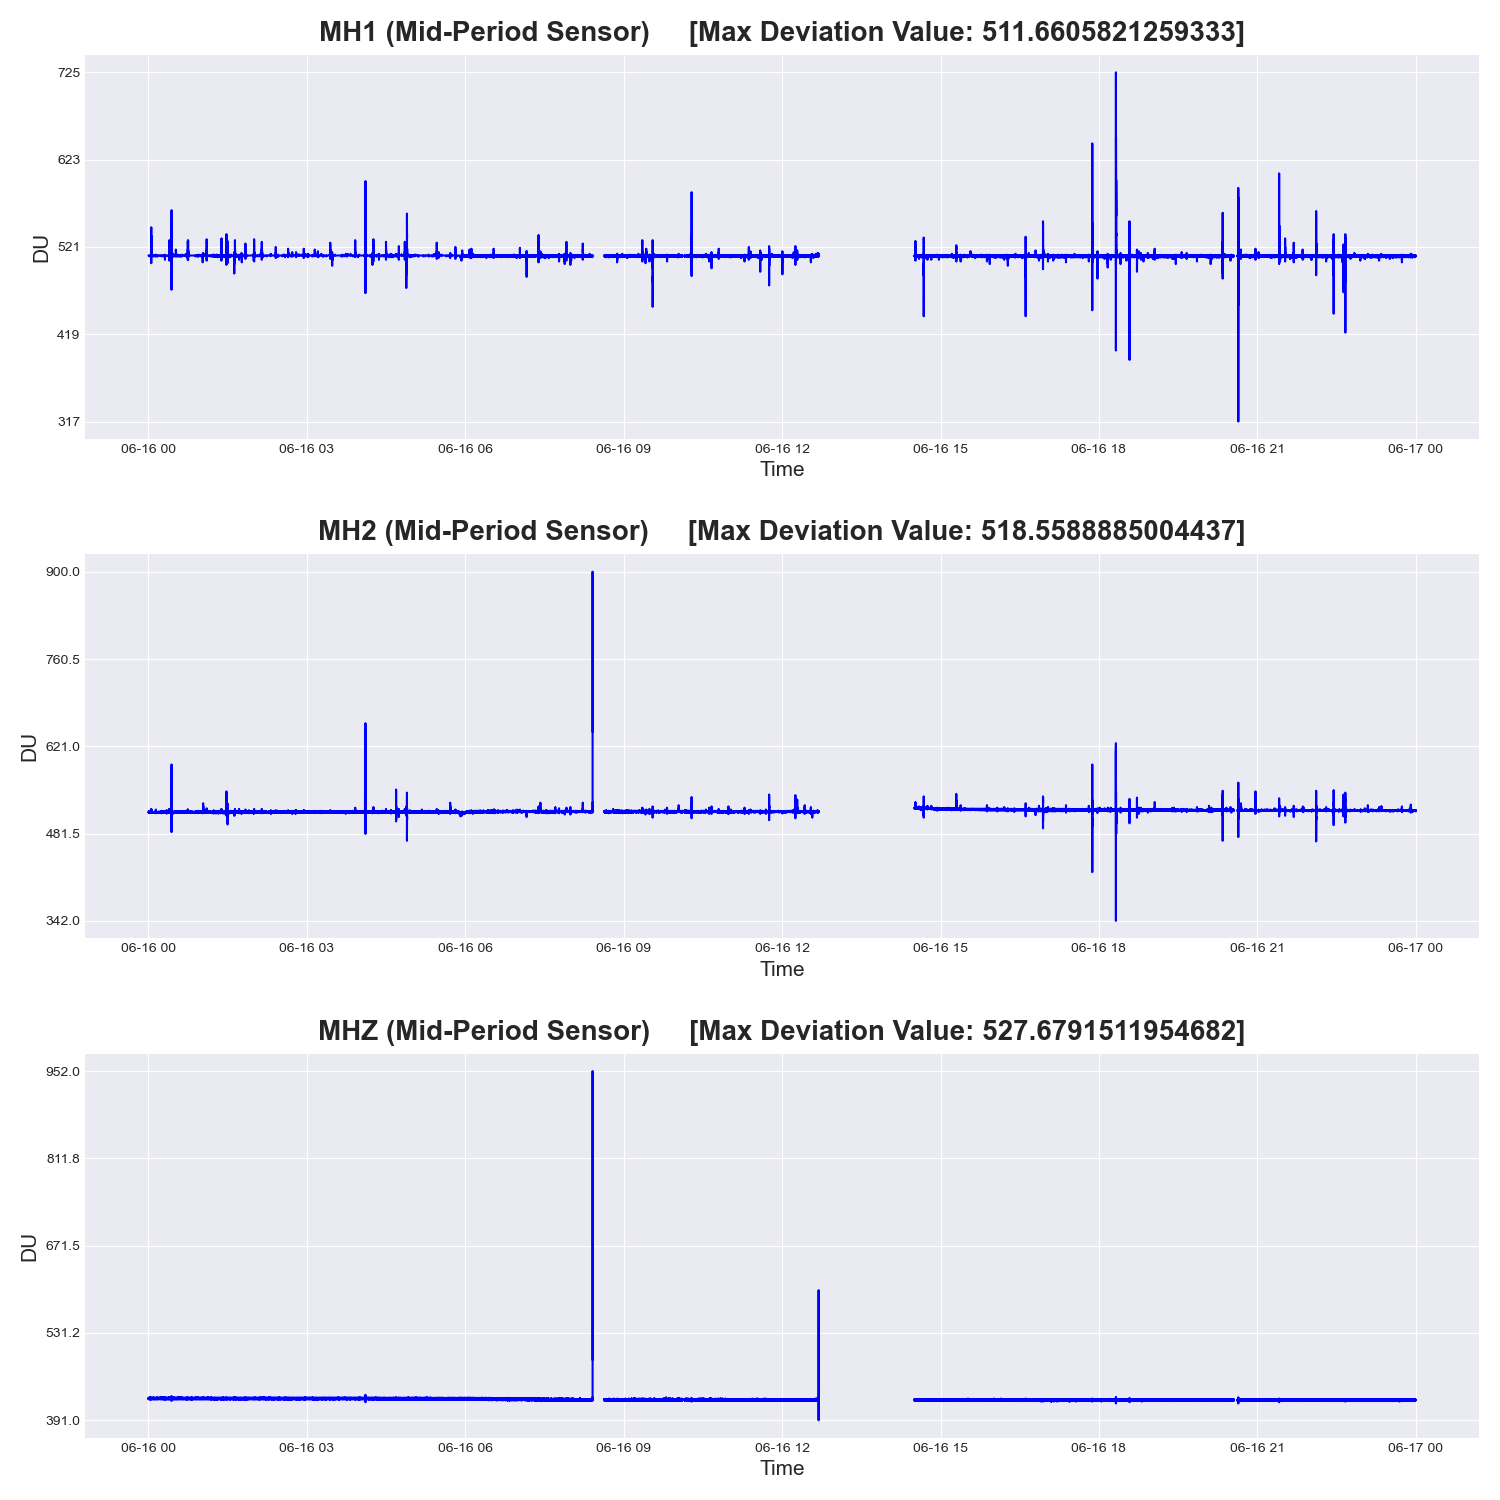 MH1 (Mid-Period Sensor) [Max Deviation Value: 511.6605821259333]
725
623
521
419
317
DU
06-16 00 06-16 03 06-16 06 06-16 09 06-16 12 06-16 15 06-16 18 06-16 21 06-17 00
Time
MH2 (Mid-Period Sensor) [Max Deviation Value: 518.5588885004437]
900.0
760.5
621.0
481.5
342.0
DU
06-16 00 06-16 03 06-16 06 06-16 09 06-16 12 06-16 15 06-16 18 06-16 21 06-17 00
Time
MHZ (Mid-Period Sensor) [Max Deviation Value: 527.6791511954682]
952.0
811.8
671.5
531.2
391.0
DU
06-16 00 06-16 03 06-16 06 06-16 09 06-16 12 06-16 15 06-16 18 06-16 21 06-17 00
Time